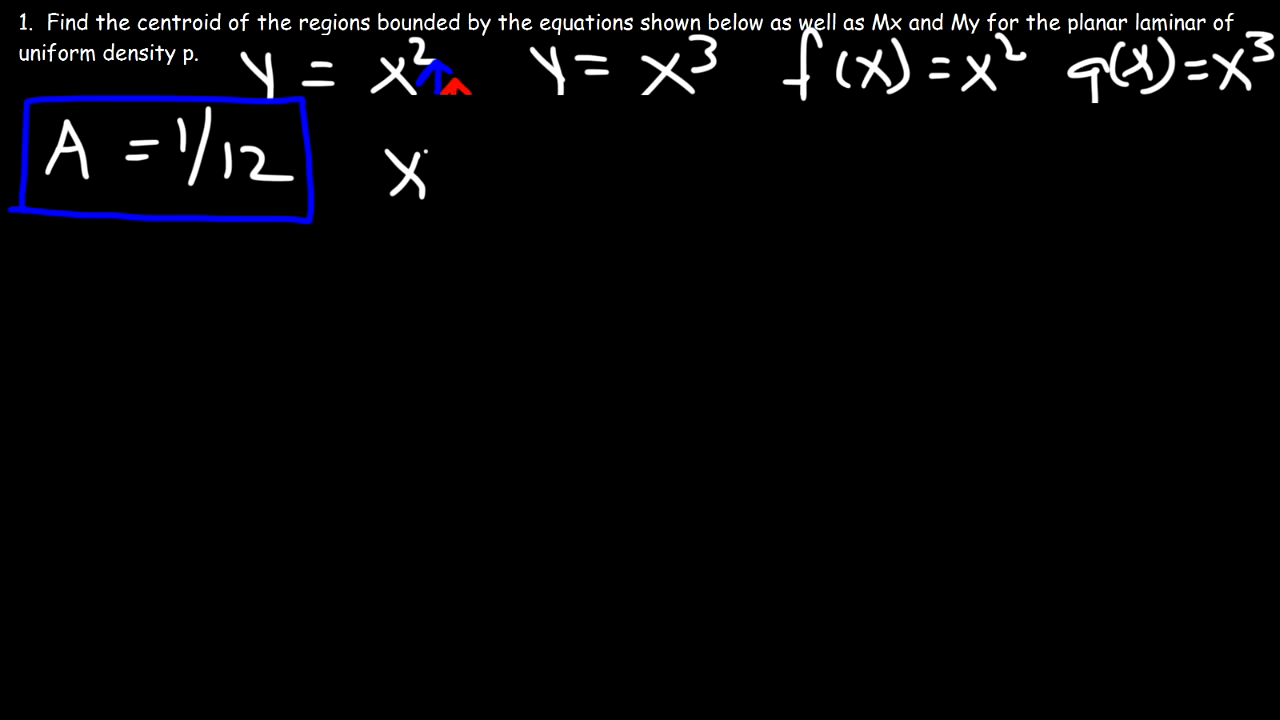 1. Find the centroid of the regions bounded by the equations shown below as well as Mx and My for the planar laminar of
uniform density p.
y = x² y = x³ f(x) = x² g(x) = x³
A = 1/12 x